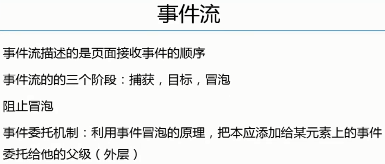 事件流
事件流描述的是页面接收事件的顺序
事件流的的三个阶段：捕获，目标，冒泡
阻止冒泡
事件委托机制：利用事件冒泡的原理，把本应添加给某元素上的事件
委托给他的父级（外层）